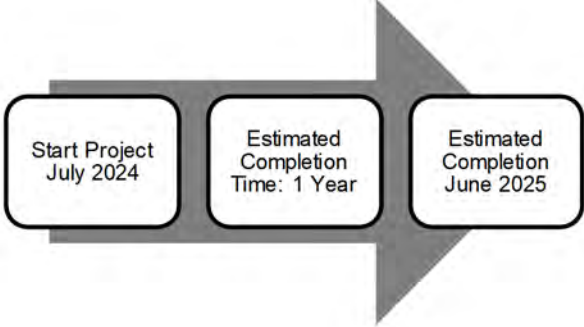 Start Project
July 2024
Estimated
Completion
Time: 1 Year
Estimated
Completion
June 2025